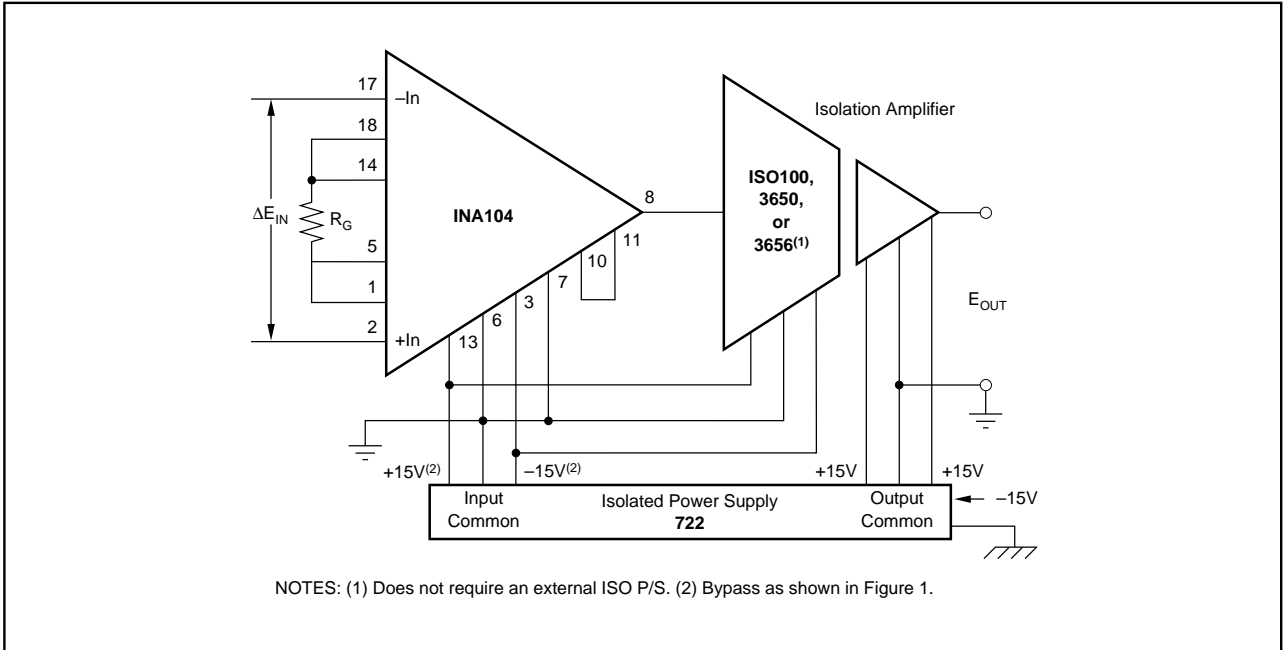 17
–In
18
14
ΔE_IN
R_G
5
1
2
+In
INA104
8
11
10
7
3
6
13
Isolation Amplifier
ISO100,
3650,
or
3656(1)
E_OUT
+15V(2)
–15V(2)
+15V
+15V
Input
Common
Isolated Power Supply
722
Output
Common
–15V
NOTES: (1) Does not require an external ISO P/S. (2) Bypass as shown in Figure 1.